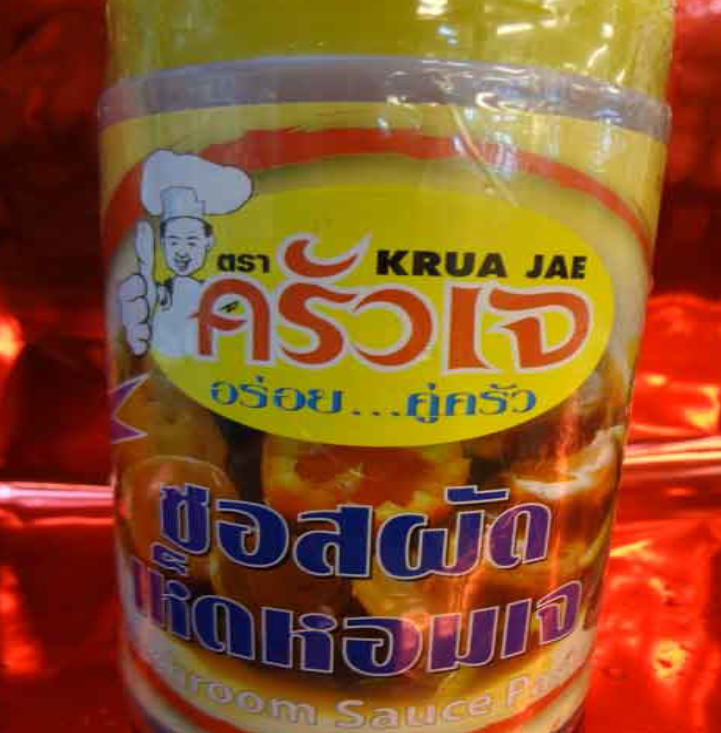 ตรา KRUA JAE
ครัวเจ
อร่อย...คู่ครัว
ซอสผัด
เห็ดหอมเจ
Sauce